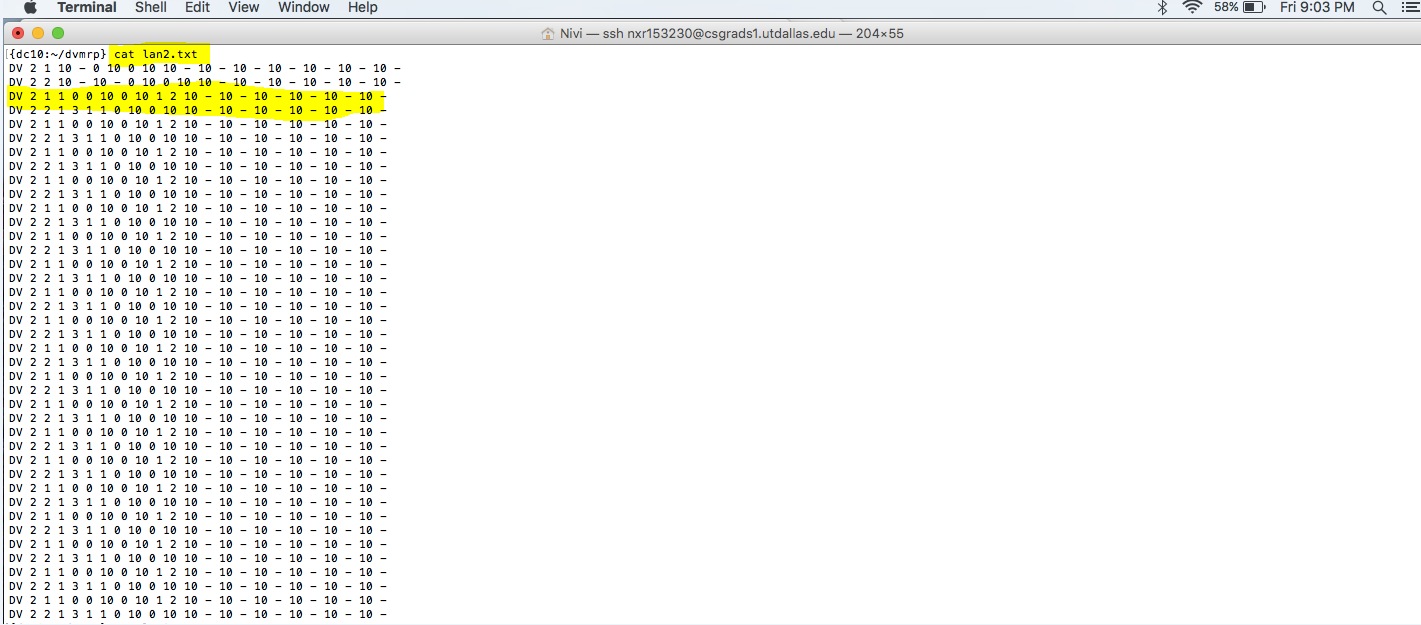 Terminal Shell Edit View Window Help 58% Fri 9:03 PM
Nivi — ssh nxr153230@csgrads1.utdallas.edu — 204×55
[{dc10:~/dvmrp} cat lan2.txt
DV 2 1 10 - 0 10 0 10 10 - 10 - 10 - 10 - 10 - 10 - 10 -
DV 2 2 10 - 10 - 0 10 0 10 10 - 10 - 10 - 10 - 10 - 10 -
DV 2 1 1 0 0 10 0 10 1 2 10 - 10 - 10 - 10 - 10 - 10 -
DV 2 2 1 3 1 1 0 10 0 10 10 - 10 - 10 - 10 - 10 - 10 -
DV 2 1 1 0 0 10 0 10 1 2 10 - 10 - 10 - 10 - 10 - 10 -
DV 2 2 1 3 1 1 0 10 0 10 10 - 10 - 10 - 10 - 10 - 10 -
DV 2 1 1 0 0 10 0 10 1 2 10 - 10 - 10 - 10 - 10 - 10 -
DV 2 2 1 3 1 1 0 10 0 10 10 - 10 - 10 - 10 - 10 - 10 -
DV 2 1 1 0 0 10 0 10 1 2 10 - 10 - 10 - 10 - 10 - 10 -
DV 2 2 1 3 1 1 0 10 0 10 10 - 10 - 10 - 10 - 10 - 10 -
DV 2 1 1 0 0 10 0 10 1 2 10 - 10 - 10 - 10 - 10 - 10 -
DV 2 2 1 3 1 1 0 10 0 10 10 - 10 - 10 - 10 - 10 - 10 -
DV 2 1 1 0 0 10 0 10 1 2 10 - 10 - 10 - 10 - 10 - 10 -
DV 2 2 1 3 1 1 0 10 0 10 10 - 10 - 10 - 10 - 10 - 10 -
DV 2 1 1 0 0 10 0 10 1 2 10 - 10 - 10 - 10 - 10 - 10 -
DV 2 2 1 3 1 1 0 10 0 10 10 - 10 - 10 - 10 - 10 - 10 -
DV 2 1 1 0 0 10 0 10 1 2 10 - 10 - 10 - 10 - 10 - 10 -
DV 2 2 1 3 1 1 0 10 0 10 10 - 10 - 10 - 10 - 10 - 10 -
DV 2 1 1 0 0 10 0 10 1 2 10 - 10 - 10 - 10 - 10 - 10 -
DV 2 2 1 3 1 1 0 10 0 10 10 - 10 - 10 - 10 - 10 - 10 -
DV 2 1 1 0 0 10 0 10 1 2 10 - 10 - 10 - 10 - 10 - 10 -
DV 2 2 1 3 1 1 0 10 0 10 10 - 10 - 10 - 10 - 10 - 10 -
DV 2 1 1 0 0 10 0 10 1 2 10 - 10 - 10 - 10 - 10 - 10 -
DV 2 2 1 3 1 1 0 10 0 10 10 - 10 - 10 - 10 - 10 - 10 -
DV 2 1 1 0 0 10 0 10 1 2 10 - 10 - 10 - 10 - 10 - 10 -
DV 2 2 1 3 1 1 0 10 0 10 10 - 10 - 10 - 10 - 10 - 10 -
DV 2 1 1 0 0 10 0 10 1 2 10 - 10 - 10 - 10 - 10 - 10 -
DV 2 2 1 3 1 1 0 10 0 10 10 - 10 - 10 - 10 - 10 - 10 -
DV 2 1 1 0 0 10 0 10 1 2 10 - 10 - 10 - 10 - 10 - 10 -
DV 2 2 1 3 1 1 0 10 0 10 10 - 10 - 10 - 10 - 10 - 10 -
DV 2 1 1 0 0 10 0 10 1 2 10 - 10 - 10 - 10 - 10 - 10 -
DV 2 2 1 3 1 1 0 10 0 10 10 - 10 - 10 - 10 - 10 - 10 -
DV 2 1 1 0 0 10 0 10 1 2 10 - 10 - 10 - 10 - 10 - 10 -
DV 2 2 1 3 1 1 0 10 0 10 10 - 10 - 10 - 10 - 10 - 10 -
DV 2 1 1 0 0 10 0 10 1 2 10 - 10 - 10 - 10 - 10 - 10 -
DV 2 2 1 3 1 1 0 10 0 10 10 - 10 - 10 - 10 - 10 - 10 -
DV 2 1 1 0 0 10 0 10 1 2 10 - 10 - 10 - 10 - 10 - 10 -
DV 2 2 1 3 1 1 0 10 0 10 10 - 10 - 10 - 10 - 10 - 10 -
DV 2 1 1 0 0 10 0 10 1 2 10 - 10 - 10 - 10 - 10 - 10 -
DV 2 2 1 3 1 1 0 10 0 10 10 - 10 - 10 - 10 - 10 - 10 -
DV 2 1 1 0 0 10 0 10 1 2 10 - 10 - 10 - 10 - 10 - 10 -
DV 2 2 1 3 1 1 0 10 0 10 10 - 10 - 10 - 10 - 10 - 10 -